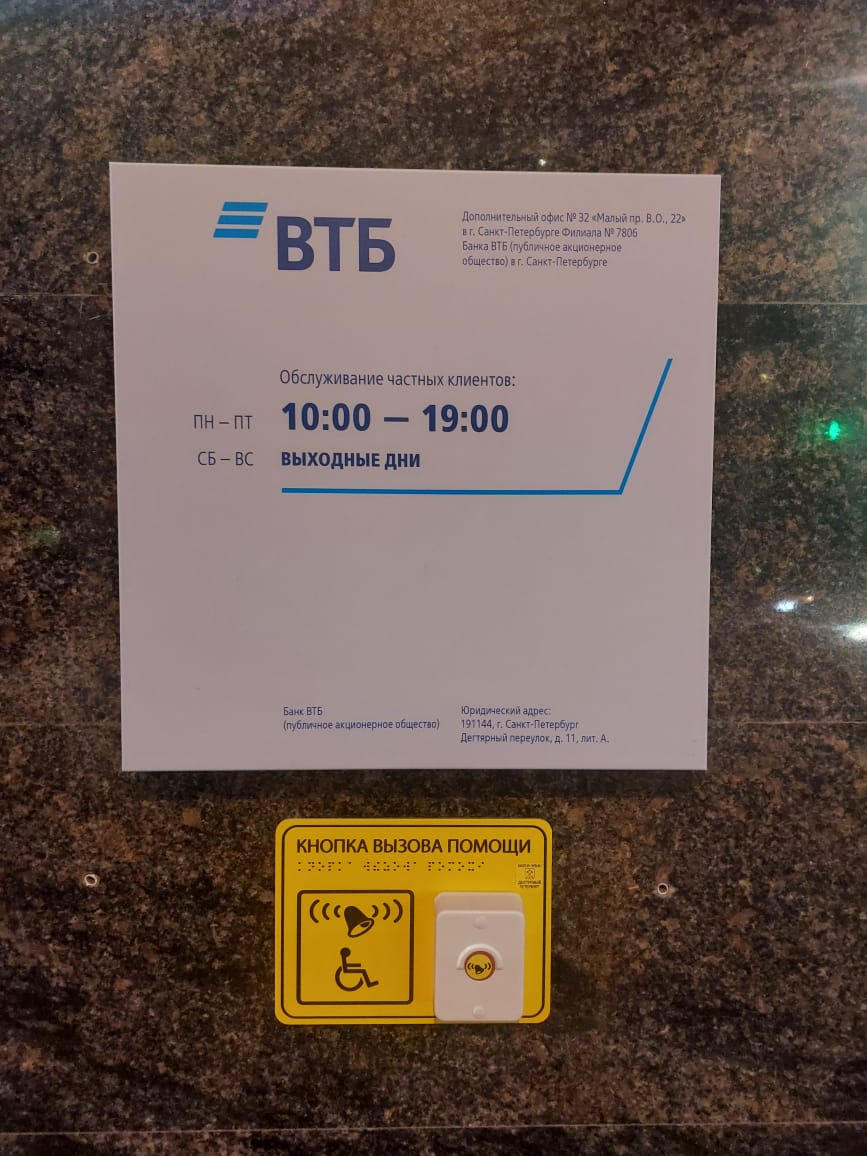 ВТБ
Дополнительный офис № 32 «Малый пр. В.О., 22»
в г. Санкт-Петербурге Филиала № 7806
Банка ВТБ (публичное акционерное
общество) в г. Санкт-Петербурге
Обслуживание частных клиентов:
ПН – ПТ 10:00 — 19:00
СБ – ВС ВЫХОДНЫЕ ДНИ
Банк ВТБ
(публичное акционерное общество)
Юридический адрес:
191144, г. Санкт-Петербург
Дегтярный переулок, д. 11, лит. А.
КНОПКА ВЫЗОВА ПОМОЩИ